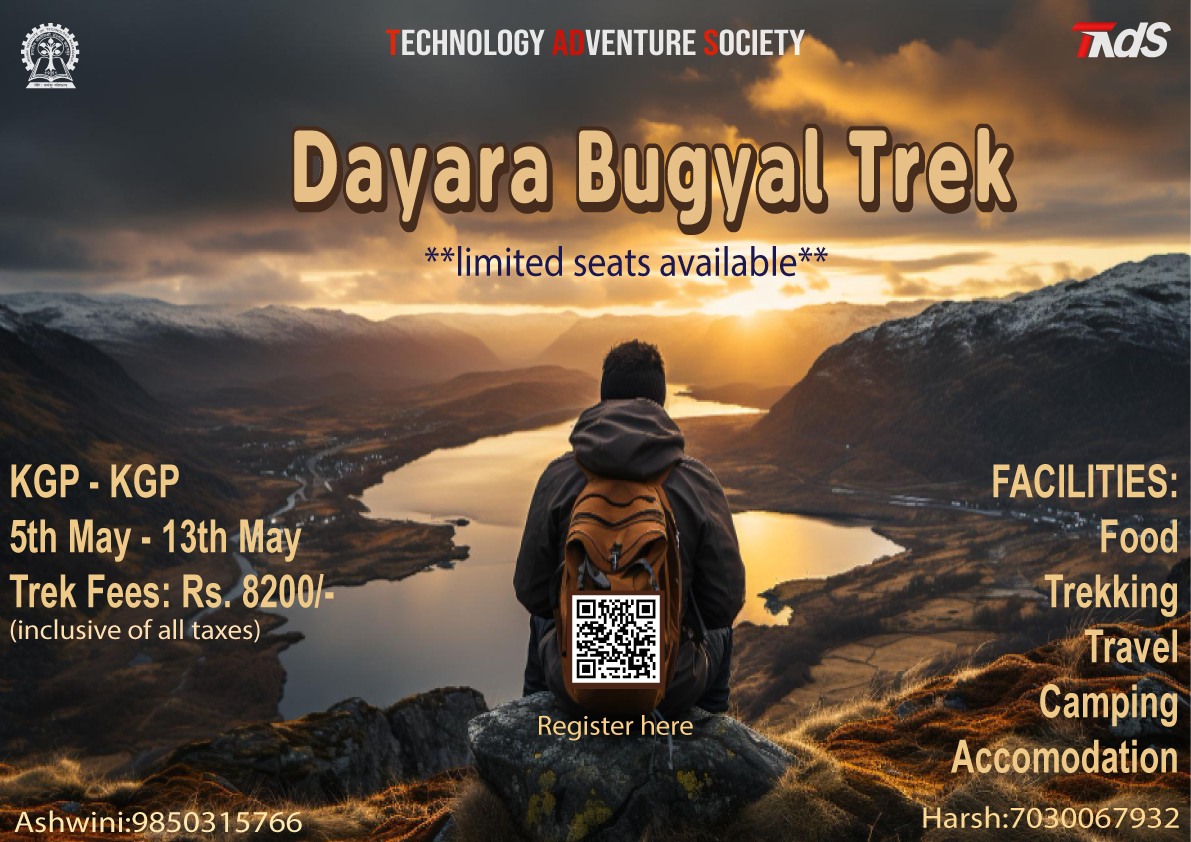 TECHNOLOGY ADVENTURE SOCIETY
TAdS
Dayara Bugyal Trek
**limited seats available**
KGP - KGP
5th May - 13th May
Trek Fees: Rs. 8200/-
(inclusive of all taxes)
FACILITIES:
Food
Trekking
Travel
Camping
Accomodation
Register here
Ashwini:9850315766
Harsh:7030067932